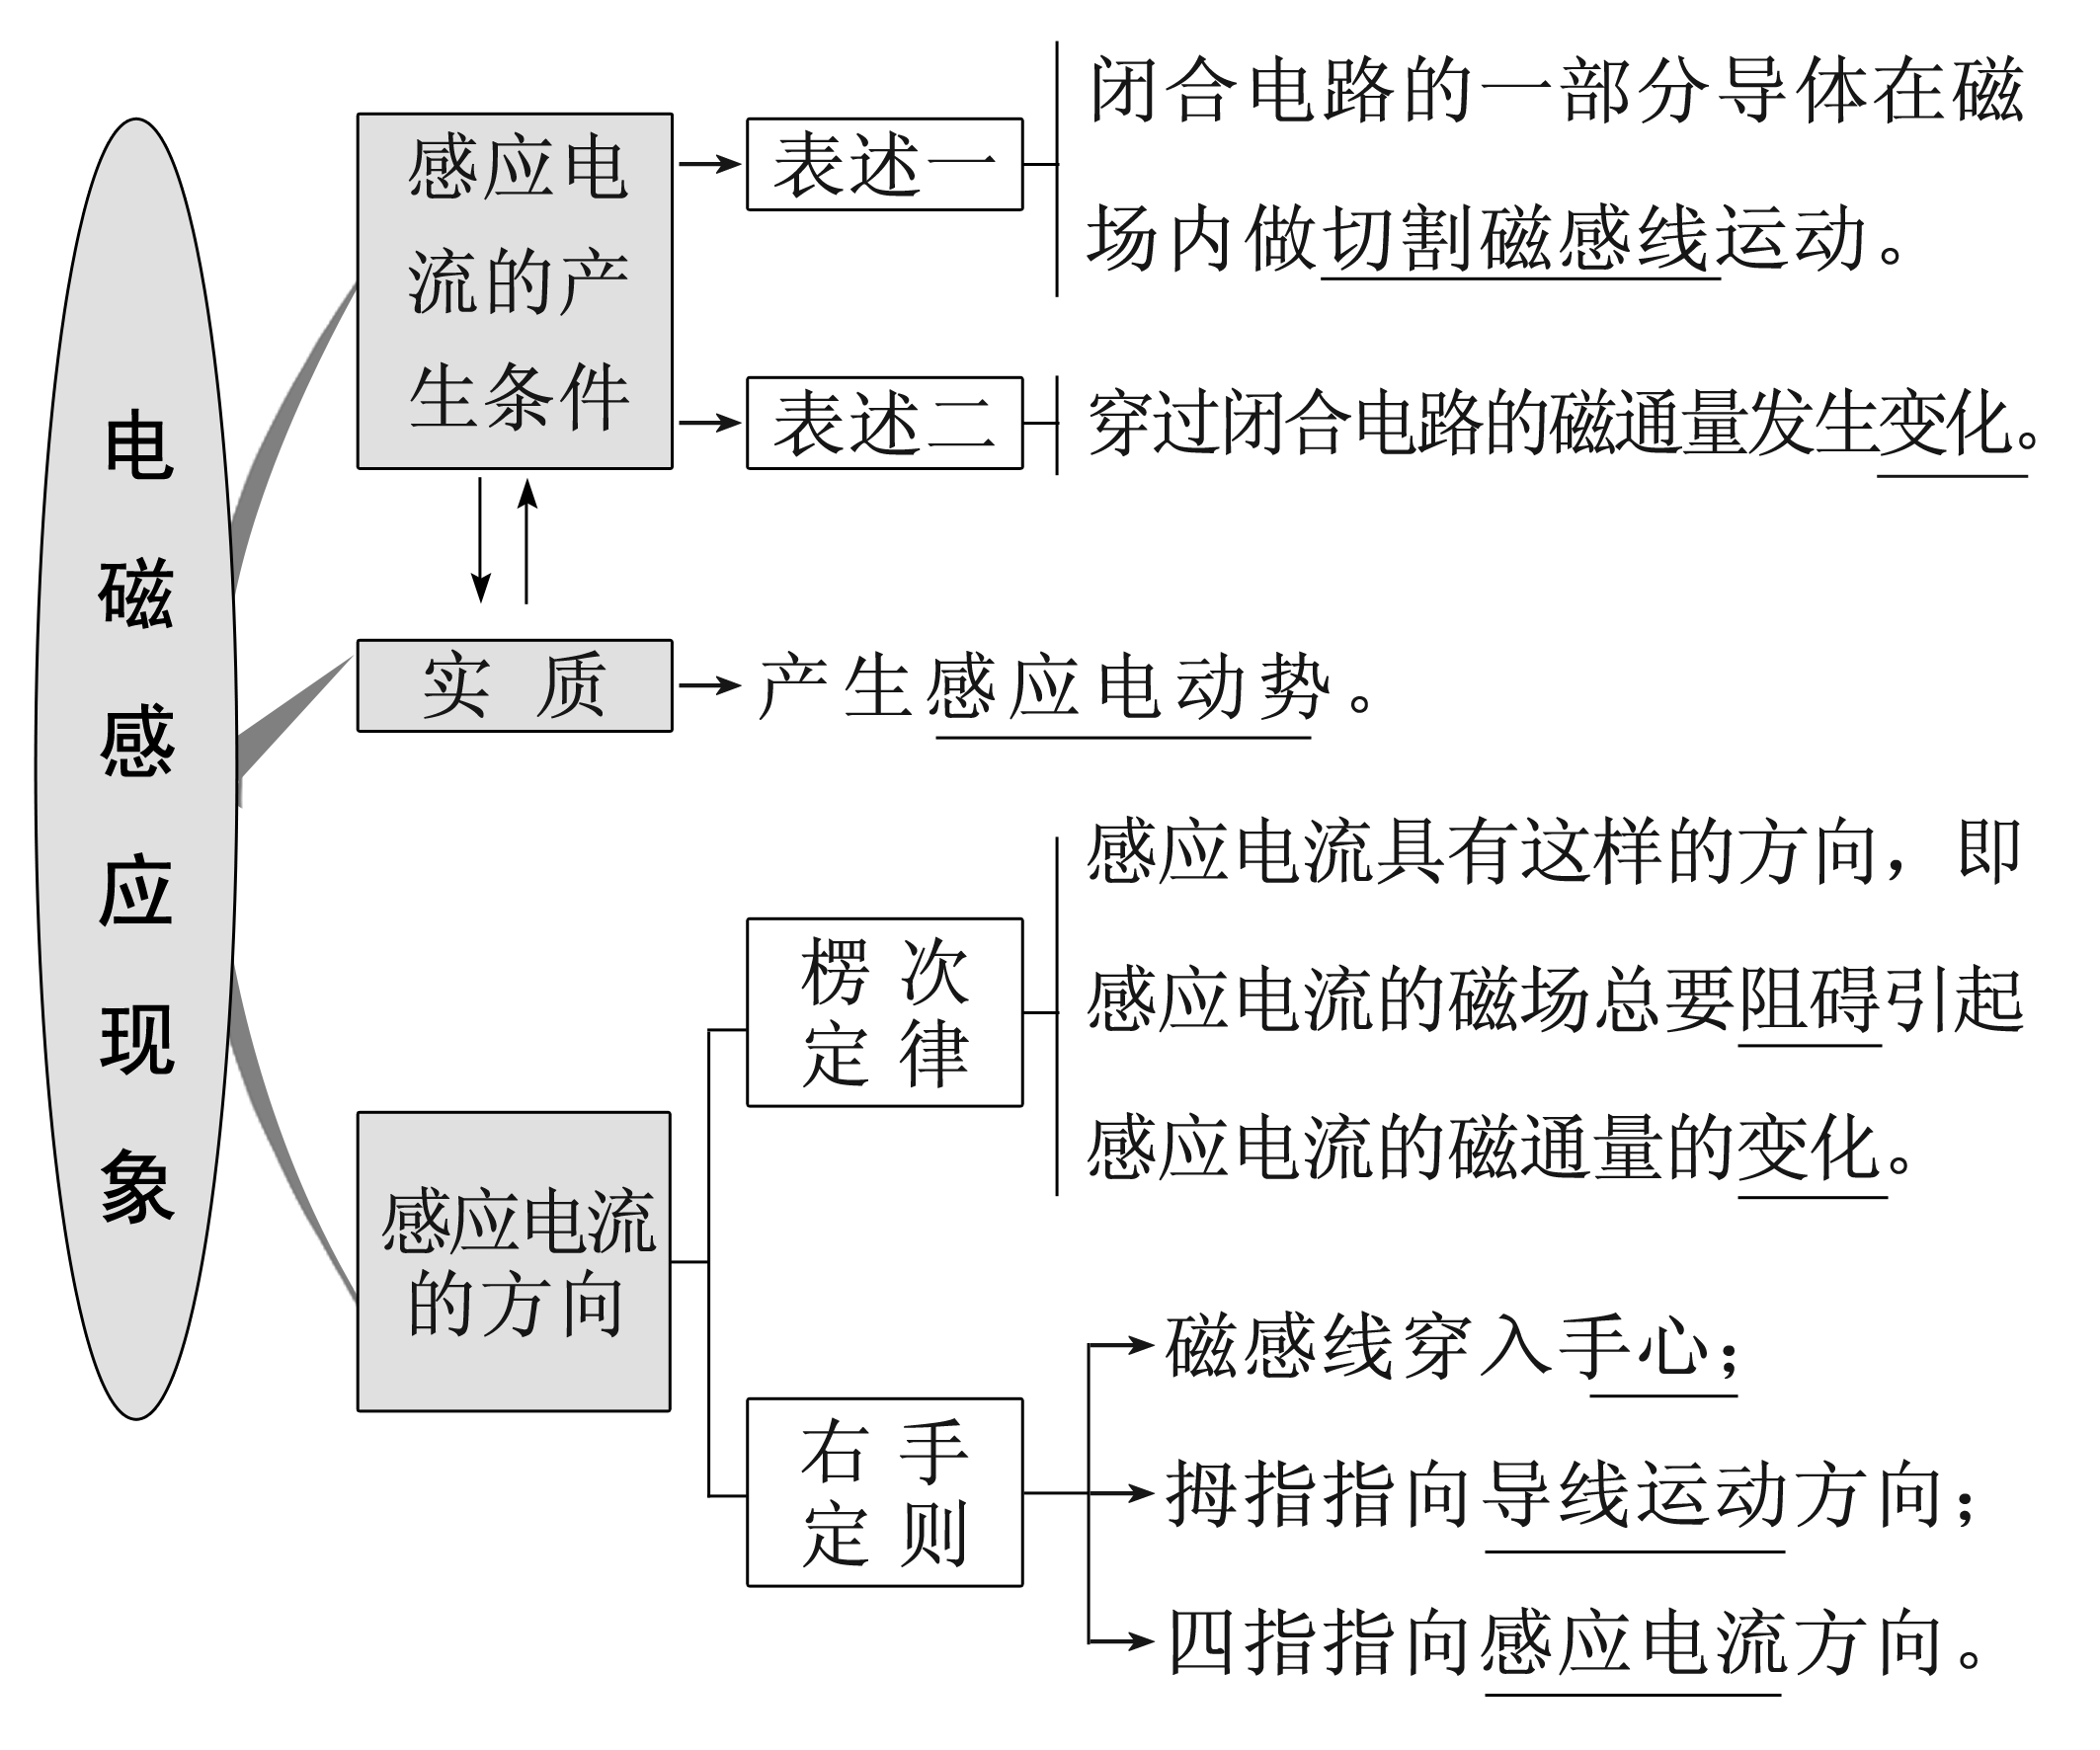 电磁感应现象
感应电
流的产
生条件
表述一
闭合电路的一部分导体在磁
场内做切割磁感线运动。
表述二
穿过闭合电路的磁通量发生变化。
实质
产生感应电动势。
感应电流
的方向
楞次
定律
感应电流具有这样的方向，即
感应电流的磁场总要阻碍引起
感应电流的磁通量的变化。
右手
定则
磁感线穿入手心；
拇指指向导线运动方向；
四指指向感应电流方向。